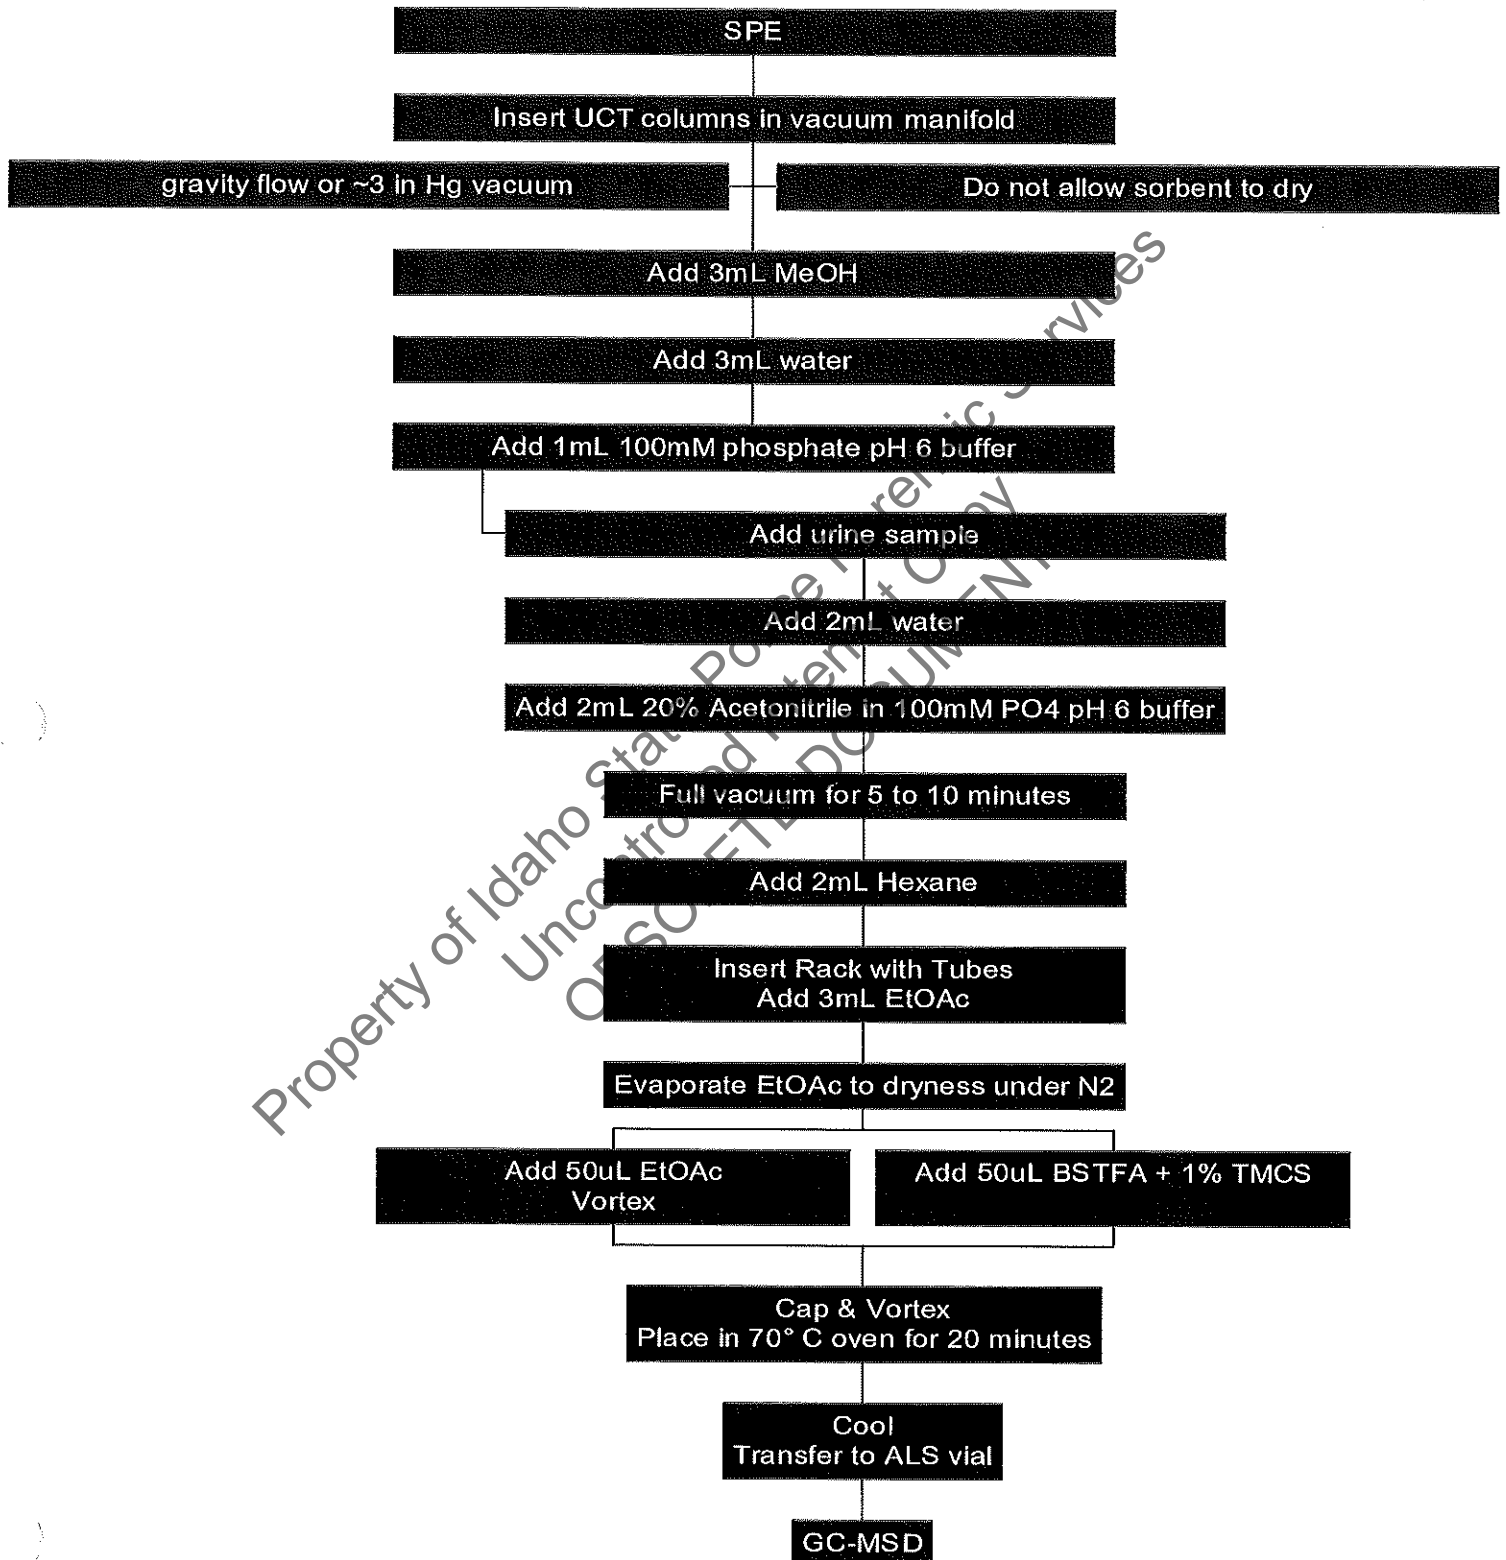 SPE
Insert UCT columns in vacuum manifold
gravity flow or ~3 in Hg vacuum
Do not allow sorbent to dry
Add 3mL MeOH
Add 3mL water
Add 1mL 100mM phosphate pH 6 buffer
Add urine sample
Add 2mL water
Add 2mL 20% Acetonitrile in 100mM PO4 pH 6 buffer
Full vacuum for 5 to 10 minutes
Add 2mL Hexane
Insert Rack with Tubes
Add 3mL EtOAc
Evaporate EtOAc to dryness under N2
Add 50uL EtOAc
Vortex
Add 50uL BSTFA + 1% TMCS
Cap & Vortex
Place in 70° C oven for 20 minutes
Cool
Transfer to ALS vial
GC-MSD
Property of Idaho State Police Forensic Services
Uncontrolled Internet Copy
OBSOLETE DOCUMENT